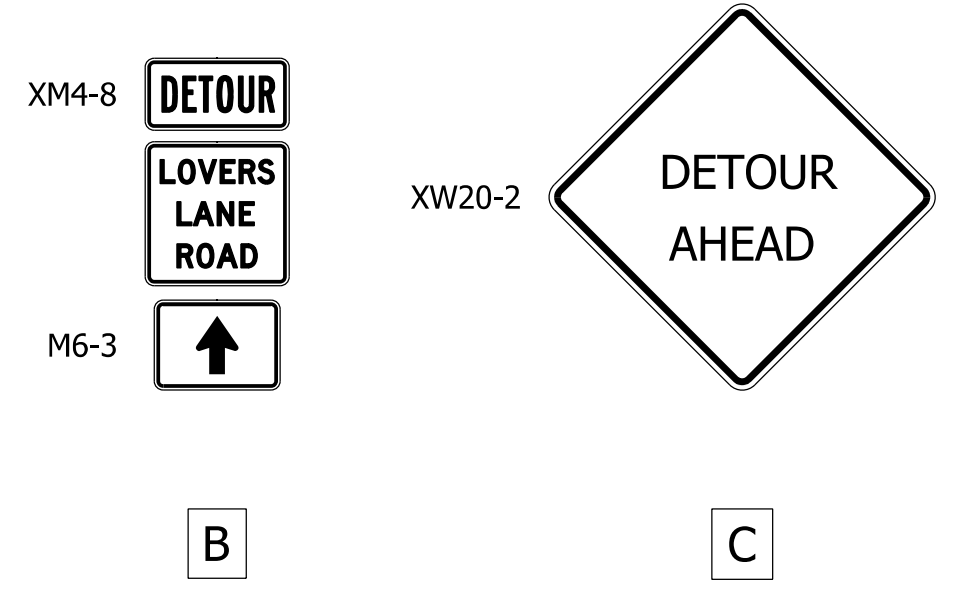 XM4-8
DETOUR
LOVERS
LANE
ROAD
M6-3
B
XW20-2
DETOUR
AHEAD
C